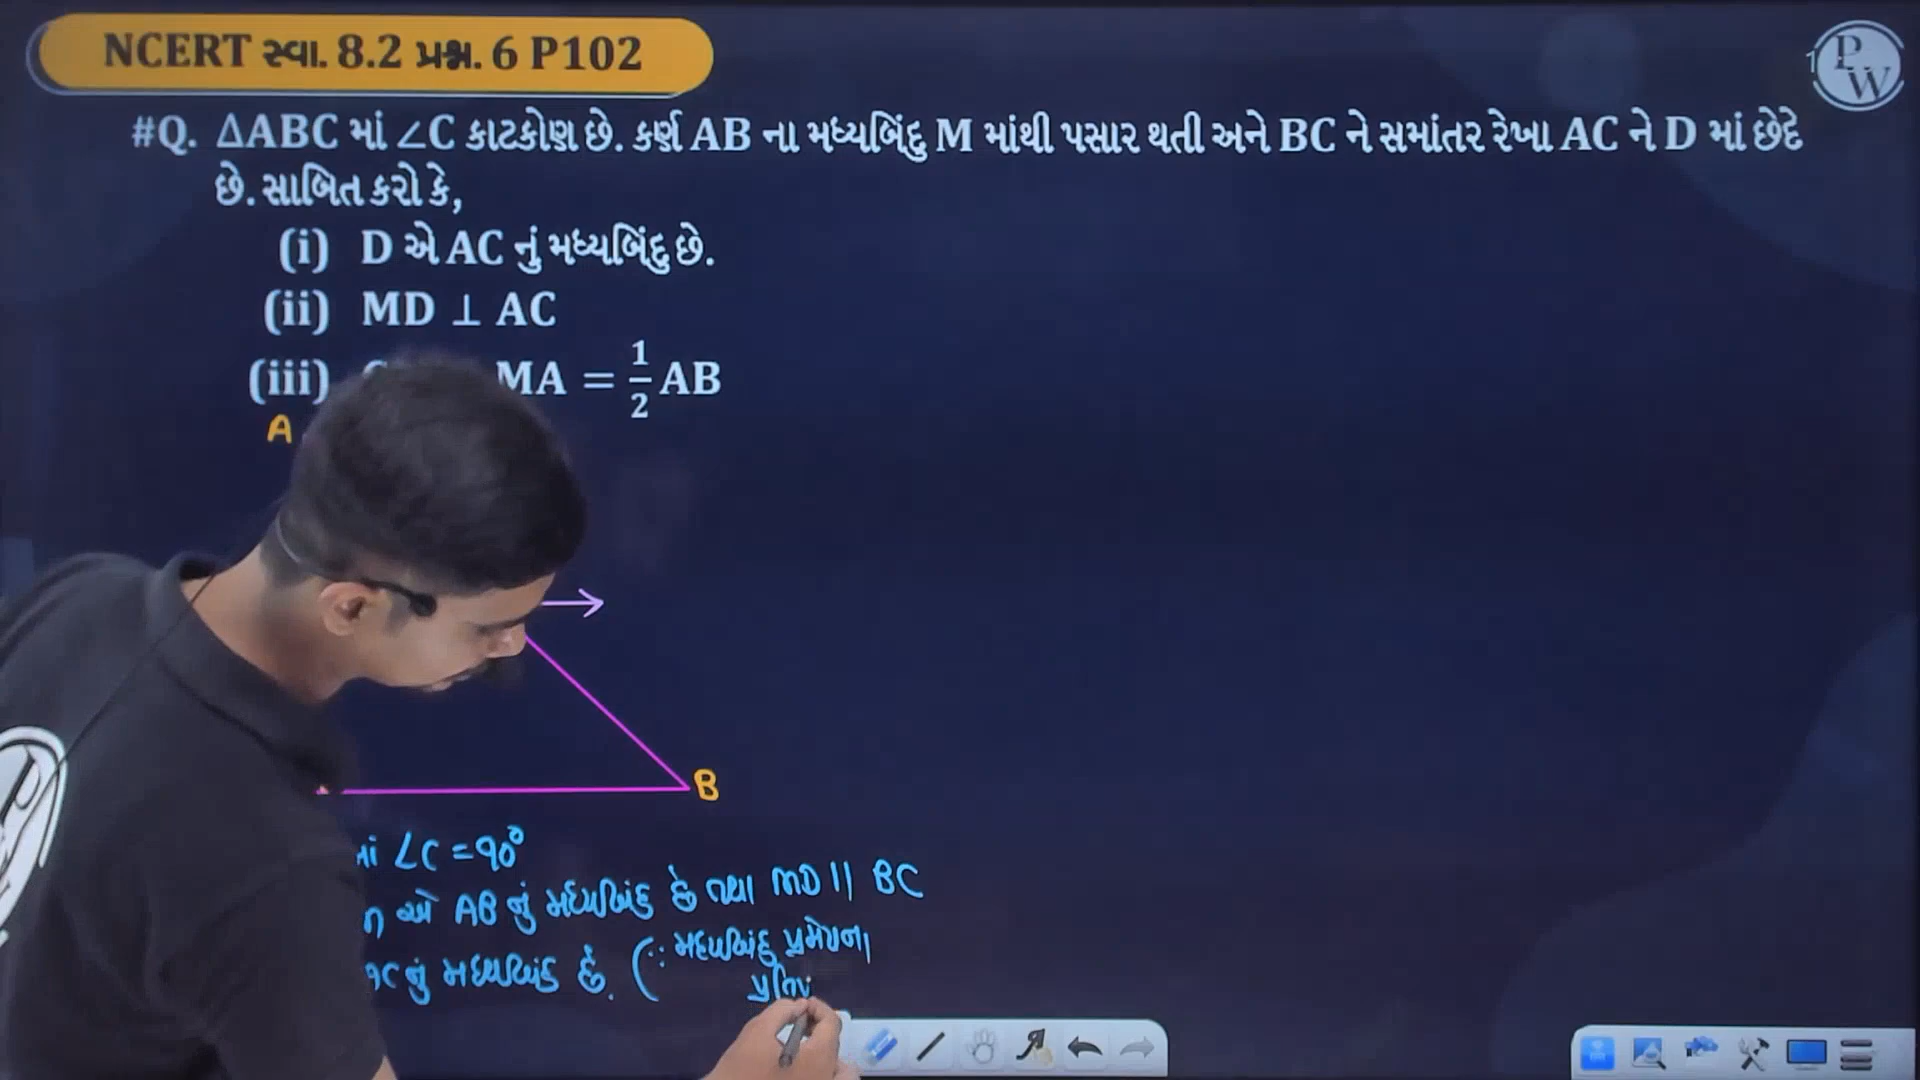 NCERT સ્વા. 8.2 પ્રશ્ન. 6 P102
PW
#Q. ΔABC માં ∠C કાટકોણ છે. કર્ણ AB ના મધ્યબિંદુ M માંથી પસાર થતી અને BC ને સમાંતર રેખા AC ને D માં છેદે
છે. સાબિત કરો કે,
(i) D એ AC નું મધ્યબિંદુ છે.
(ii) MD ⊥ AC
(iii) MA = 1/2 AB
A
B
માં ∠C = 90°
એ AB નું મધ્યબિંદુ છે તથા MD || BC
AC નું મધ્યબિંદુ છે. (∵ મધ્યબિંદુ પ્રમેયના